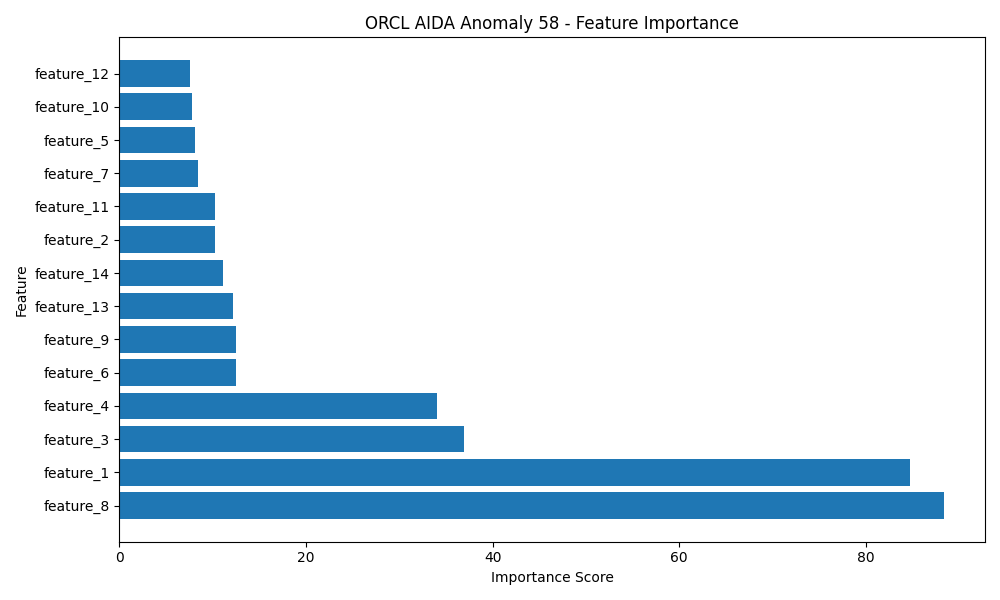 ORCL AIDA Anomaly 58 - Feature Importance
feature_12
feature_10
feature_5
feature_7
feature_11
feature_2
feature_14
feature_13
feature_9
feature_6
feature_4
feature_3
feature_1
feature_8
Feature
0 20 40 60 80
Importance Score